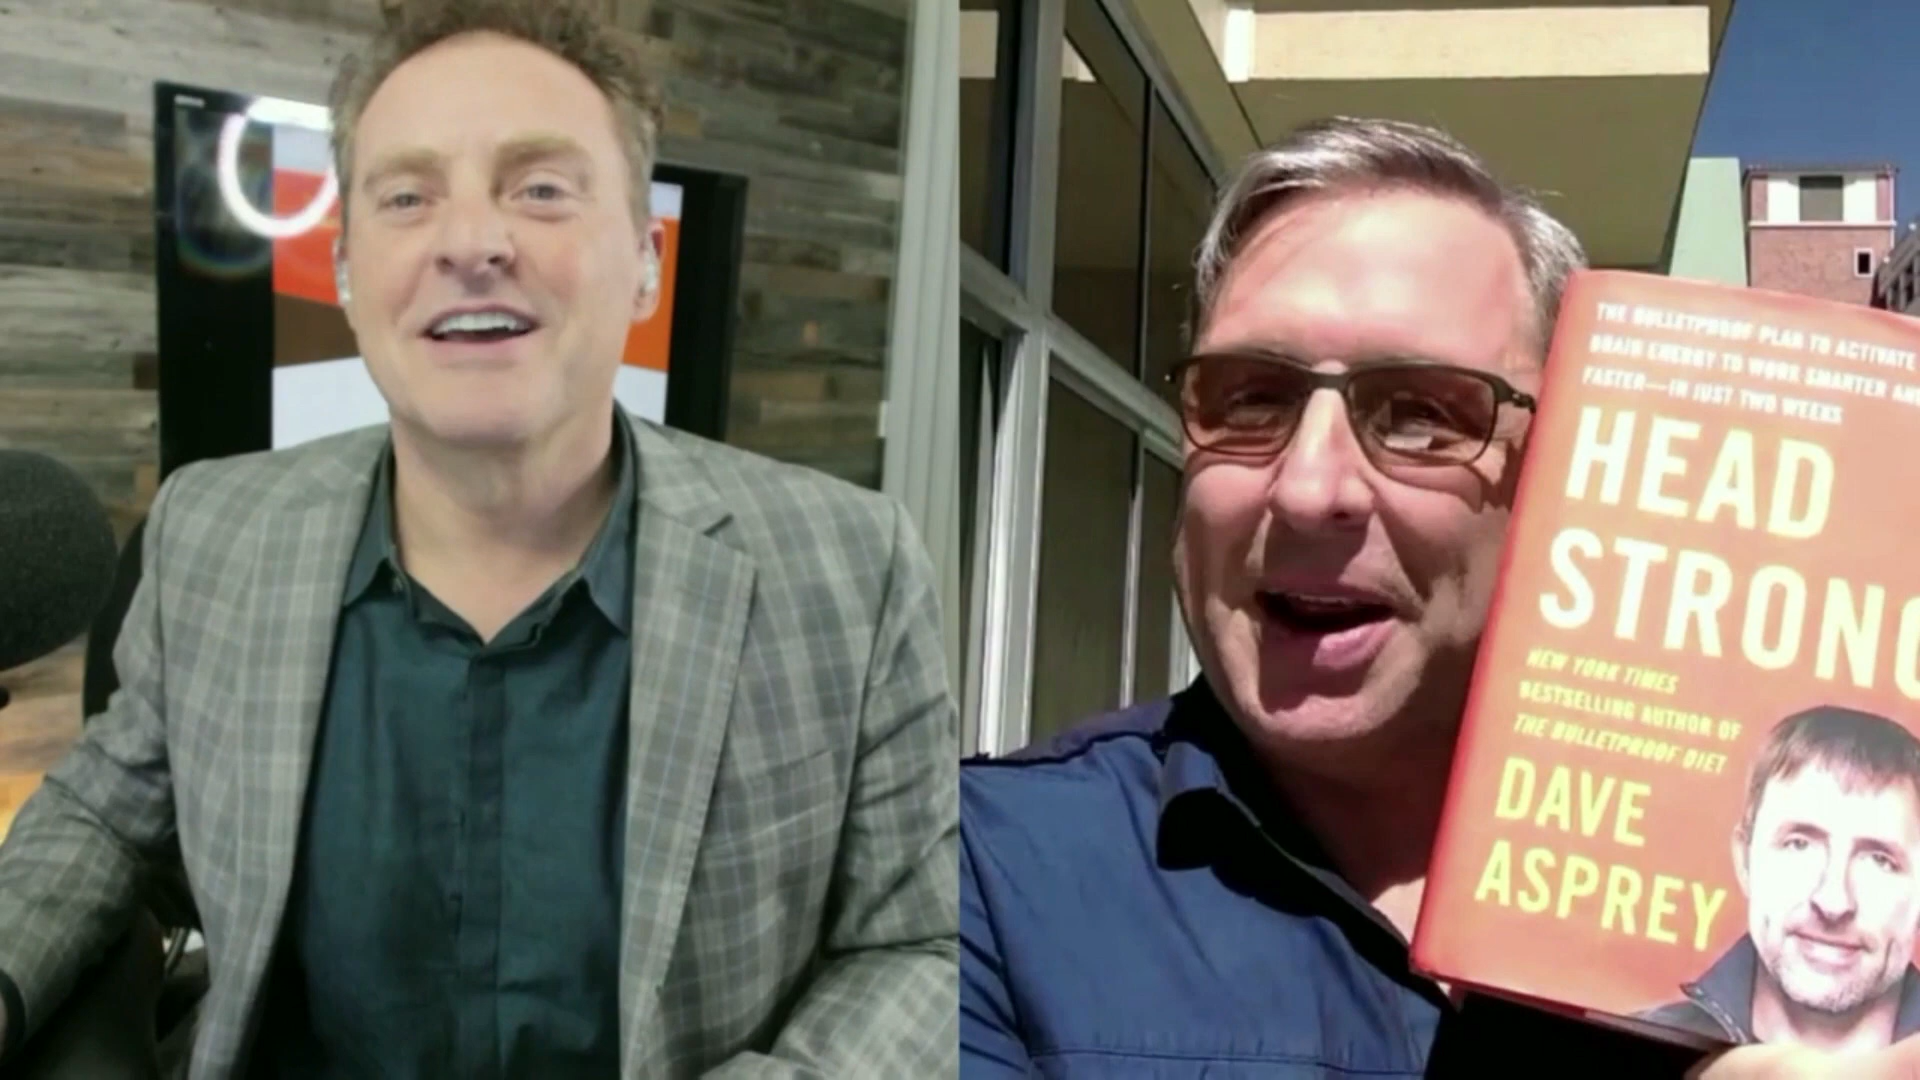 THE BULLETPROOF PLAN TO ACTIVATE
BRAIN ENERGY TO WORK SMARTER AND
FASTER—IN JUST TWO WEEKS
HEAD
STRONG
NEW YORK TIMES
BESTSELLING AUTHOR OF
THE BULLETPROOF DIET
DAVE
ASPREY